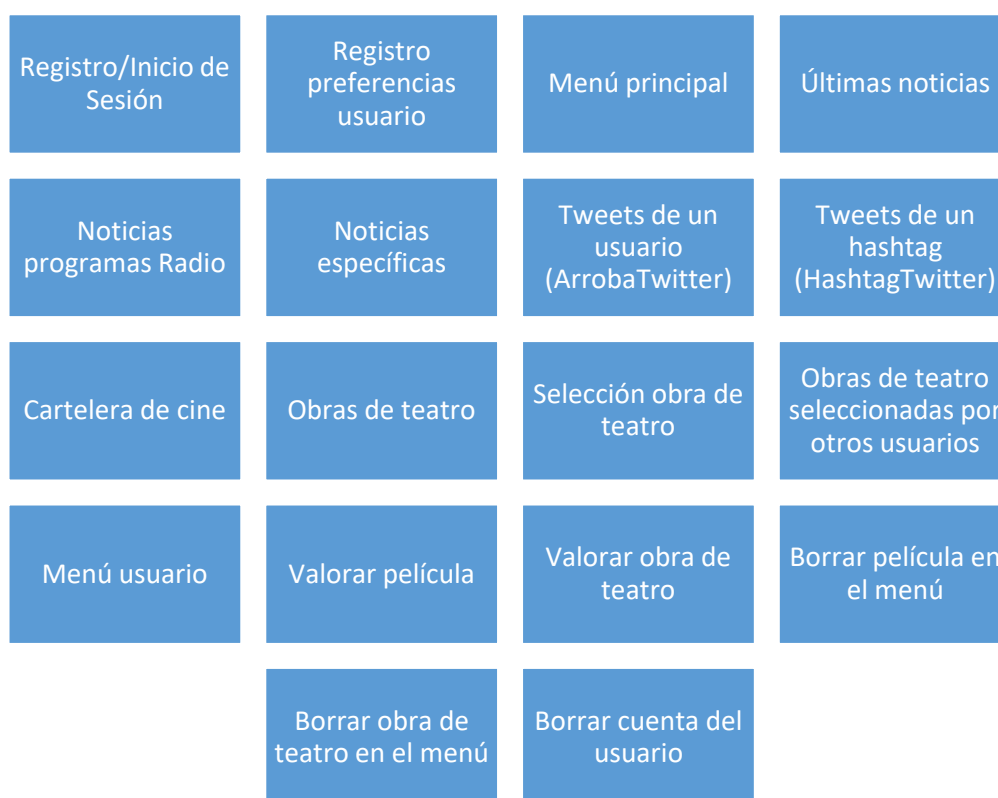 Registro/Inicio de
Sesión
Registro
preferencias
usuario
Menú principal
Últimas noticias
Noticias
programas Radio
Noticias
específicas
Tweets de un
usuario
(ArrobaTwitter)
Tweets de un
hashtag
(HashtagTwitter)
Cartelera de cine
Obras de teatro
Selección obra de
teatro
Obras de teatro
seleccionadas por
otros usuarios
Menú usuario
Valorar película
Valorar obra de
teatro
Borrar película en
el menú
Borrar obra de
teatro en el menú
Borrar cuenta del
usuario